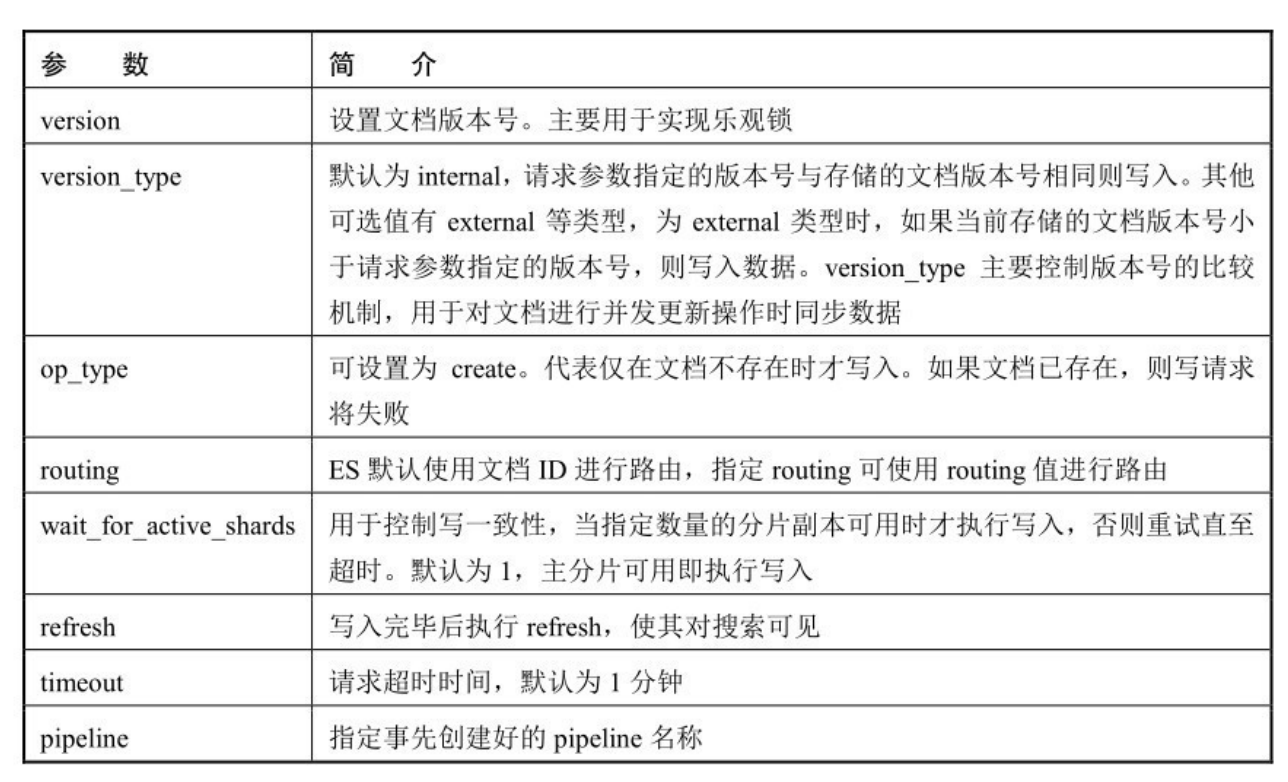 参 数 简 介
version 设置文档版本号。主要用于实现乐观锁
version_type 默认为 internal，请求参数指定的版本号与存储的文档版本号相同则写入。其他
可选值有 external 等类型，为 external 类型时，如果当前存储的文档版本号小
于请求参数指定的版本号，则写入数据。version_type 主要控制版本号的比较
机制，用于对文档进行并发更新操作时同步数据
op_type 可设置为 create。代表仅在文档不存在时才写入。如果文档已存在，则写请求
将失败
routing ES 默认使用文档 ID 进行路由，指定 routing 可使用 routing 值进行路由
wait_for_active_shards 用于控制写一致性，当指定数量的分片副本可用时才执行写入，否则重试直至
超时。默认为 1，主分片可用即执行写入
refresh 写入完毕后执行 refresh，使其对搜索可见
timeout 请求超时时间，默认为 1 分钟
pipeline 指定事先创建好的 pipeline 名称